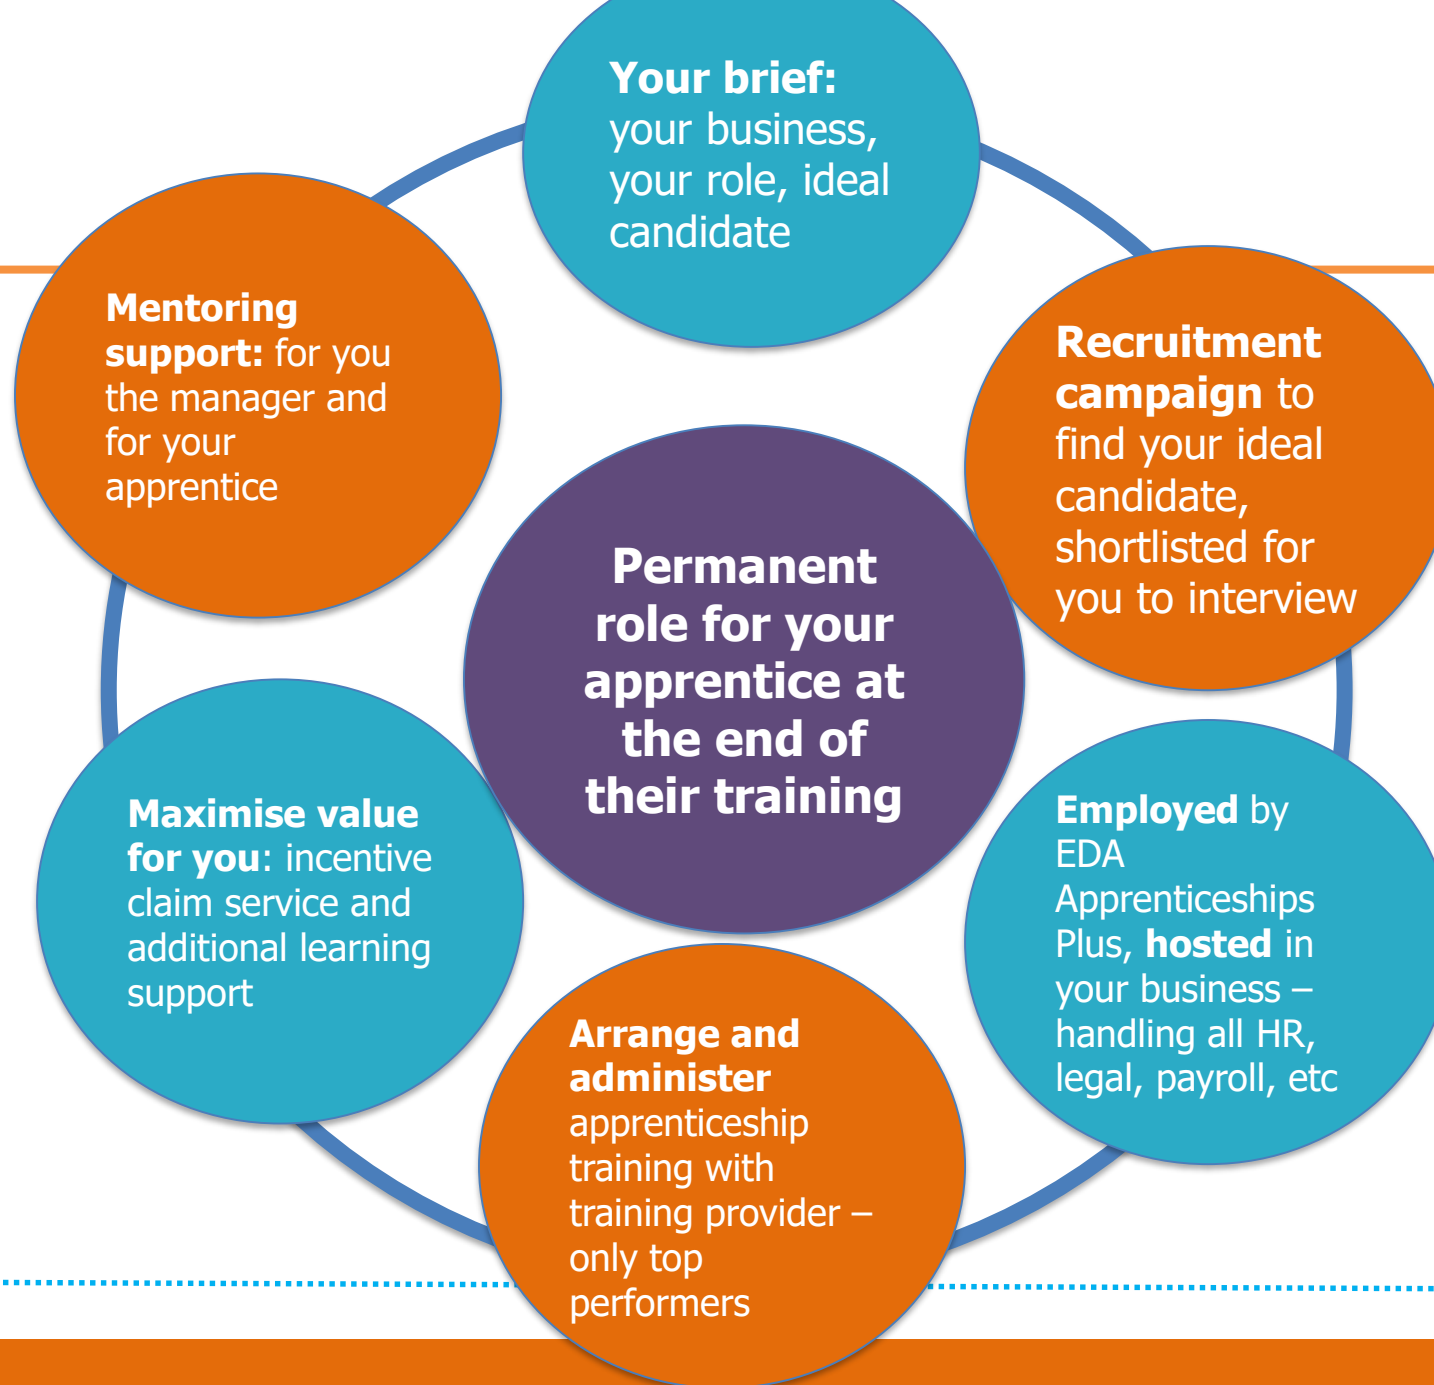 Your brief:
your business,
your role, ideal
candidate
Recruitment
campaign to
find your ideal
candidate,
shortlisted for
you to interview
Employed by
EDA
Apprenticeships
Plus, hosted in
your business –
handling all HR,
legal, payroll, etc
Arrange and
administer
apprenticeship
training with
training provider –
only top
performers
Maximise value
for you: incentive
claim service and
additional learning
support
Mentoring
support: for you
the manager and
for your
apprentice
Permanent
role for your
apprentice at
the end of
their training